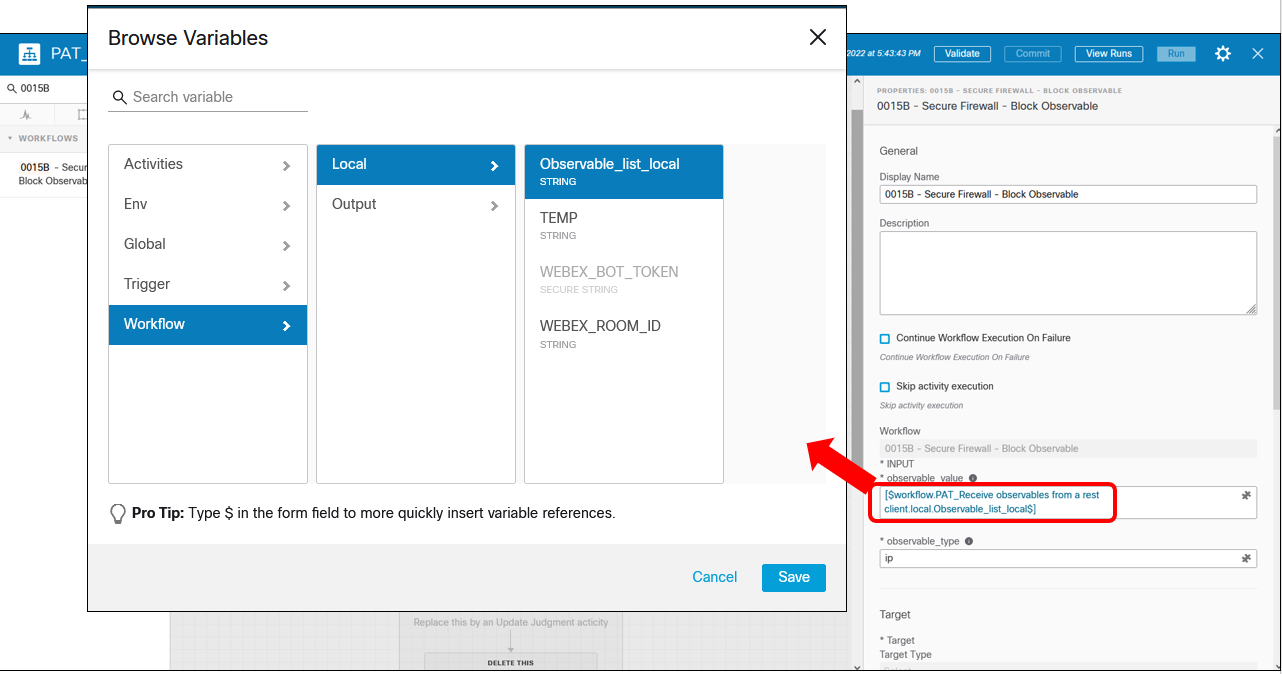 Browse Variables
PAT_
2022 at 5:43:43 PM
Validate
Commit
View Runs
Run
0015B
WORKFLOWS
0015B - Secur
Block Observab
Search variable
Activities
Env
Global
Trigger
Workflow
Local
Output
Observable_list_local
STRING
TEMP
STRING
WEBEX_BOT_TOKEN
SECURE STRING
WEBEX_ROOM_ID
STRING
Pro Tip: Type $ in the form field to more quickly insert variable references.
Cancel
Save
Replace this by an Update Judgment activity
DELETE THIS
PROPERTIES: 0015B - SECURE FIREWALL - BLOCK OBSERVABLE
0015B - Secure Firewall - Block Observable
General
Display Name
0015B - Secure Firewall - Block Observable
Description
Continue Workflow Execution On Failure
Continue Workflow Execution On Failure
Skip activity execution
Skip activity execution
Workflow
0015B - Secure Firewall - Block Observable
* INPUT
* observable_value
[$workflow.PAT_Receive observables from a rest
client.local.Observable_list_local$]
* observable_type
ip
Target
* Target
Target Type